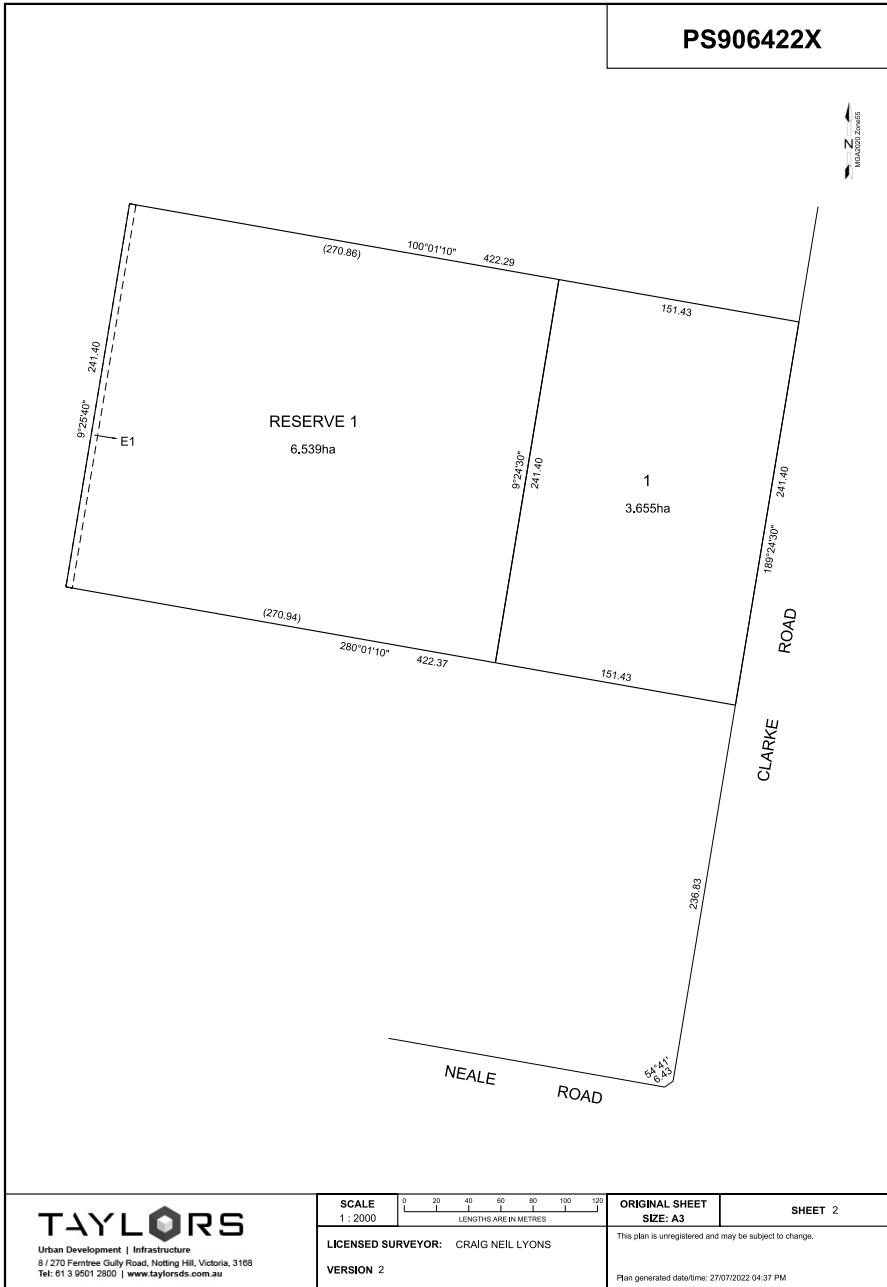 PS906422X
N
MGA2020 Zone55
(270.86)
100°01'10"
422.29
151.43
241.40
9°25'40"
E1
RESERVE 1
6.539ha
9°24'30"
241.40
1
3.655ha
241.40
189°24'30"
(270.94)
280°01'10"
422.37
151.43
CLARKE ROAD
236.83
54°41'
6.43
NEALE ROAD
TAYLORS
Urban Development | Infrastructure
8 / 270 Ferntree Gully Road, Notting Hill, Victoria, 3168
Tel: 61 3 9501 2800 | www.taylorsds.com.au
SCALE
1 : 2000
0 20 40 60 80 100 120
LENGTHS ARE IN METRES
LICENSED SURVEYOR: CRAIG NEIL LYONS
VERSION 2
ORIGINAL SHEET
SIZE: A3
SHEET 2
This plan is unregistered and may be subject to change.
Plan generated date/time: 27/07/2022 04:37 PM